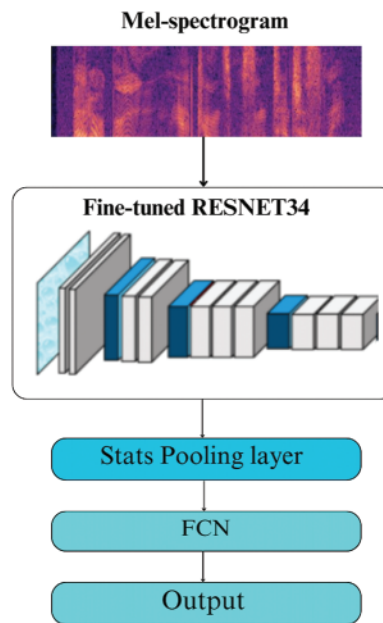 Mel-spectrogram
Fine-tuned RESNET34
Stats Pooling layer
FCN
Output